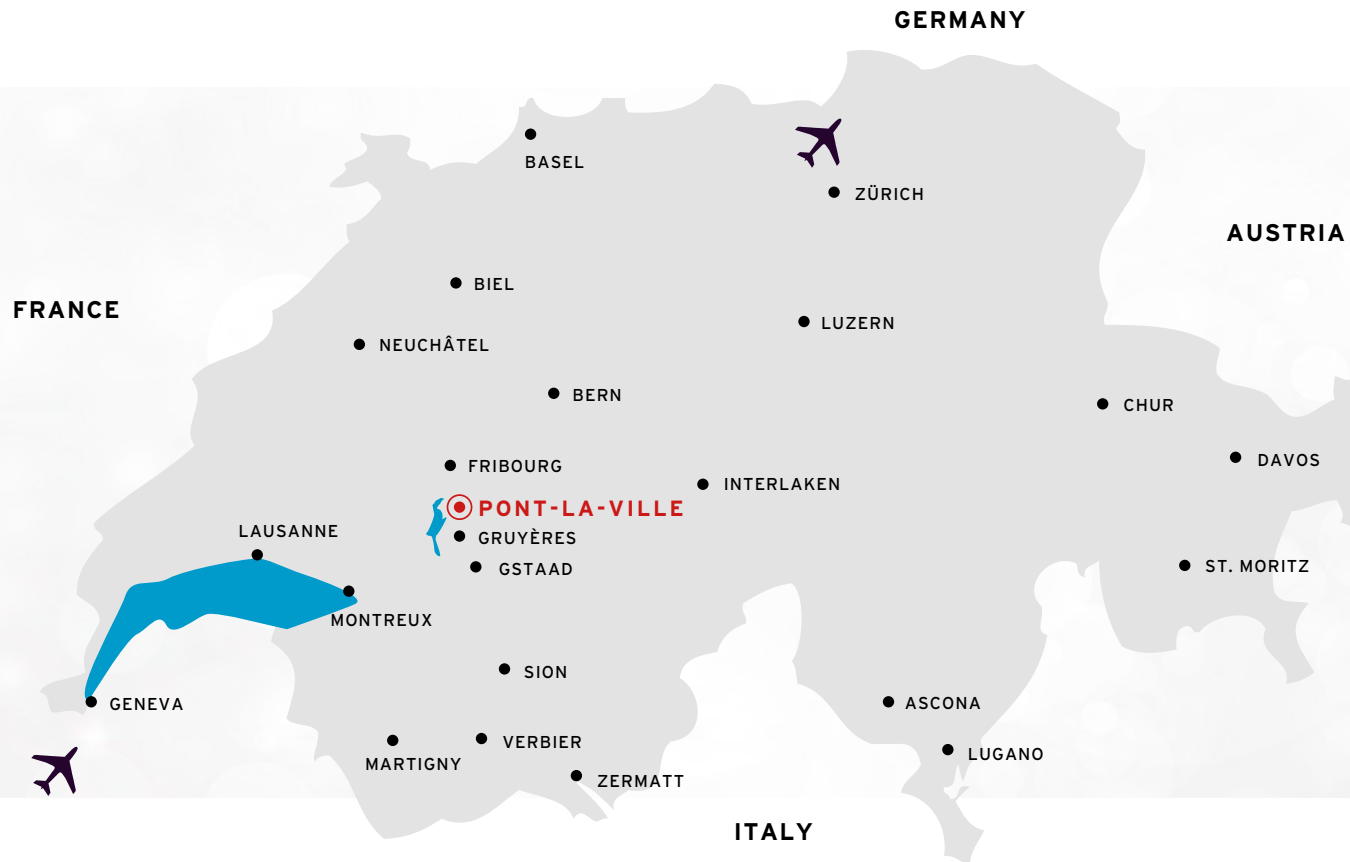 GERMANY
BASEL
ZÜRICH
AUSTRIA
BIEL
FRANCE
LUZERN
NEUCHÂTEL
BERN
CHUR
DAVOS
FRIBOURG
INTERLAKEN
PONT-LA-VILLE
LAUSANNE
GRUYÈRES
GSTAAD
ST. MORITZ
MONTREUX
SION
GENEVA
ASCONA
VERBIER
LUGANO
MARTIGNY
ZERMATT
ITALY